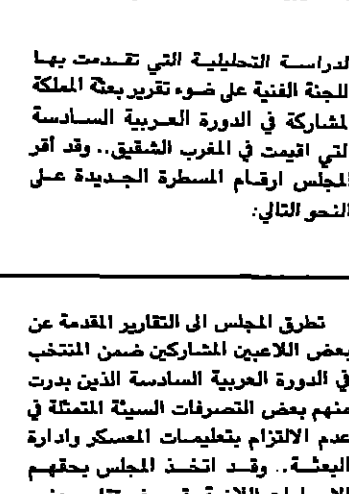 لدراسة التحليلية التي تقدمت بها
للجنة الفنية على ضوء تقرير بعثة المملكة
لمشاركة في الدورة العربية السادسة
لتي اقيمت في المغرب الشقيق.. وقد أقر
لمجلس ارقام المسطرة الجديدة على
لنحو التالي:
تطرق المجلس الى التقارير المقدمة عن
بعض اللاعبين المشاركين ضمن المنتخب
في الدورة العربية السادسة الذين بدرت
منهم بعض التصرفات السيئة المتمثلة في
عدم الالتزام بتعليمات المعسكر وادارة
البعثة.. وقد اتخذ المجلس بحقهم